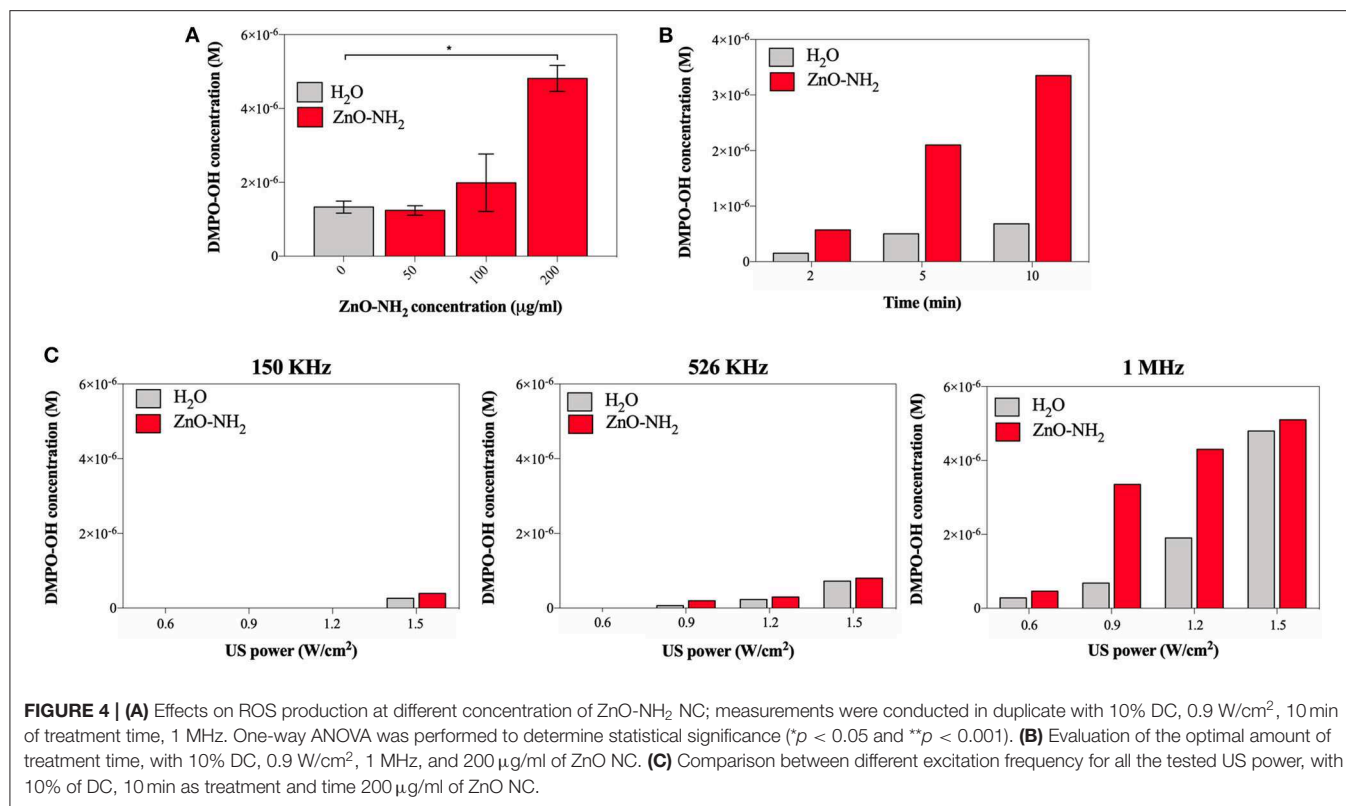 A
DMPO-OH concentration (M)
6×10⁻⁶
4×10⁻⁶
2×10⁻⁶
0
*
H₂O
ZnO-NH₂
0 50 100 200
ZnO-NH₂ concentration (µg/ml)
B
DMPO-OH concentration (M)
4×10⁻⁶
3×10⁻⁶
2×10⁻⁶
1×10⁻⁶
0
H₂O
ZnO-NH₂
2 5 10
Time (min)
C
150 KHz
DMPO-OH concentration (M)
6×10⁻⁶
4×10⁻⁶
2×10⁻⁶
0
H₂O
ZnO-NH₂
0.6 0.9 1.2 1.5
US power (W/cm²)
526 KHz
DMPO-OH concentration (M)
6×10⁻⁶
4×10⁻⁶
2×10⁻⁶
0
H₂O
ZnO-NH₂
0.6 0.9 1.2 1.5
US power (W/cm²)
1 MHz
DMPO-OH concentration (M)
6×10⁻⁶
4×10⁻⁶
2×10⁻⁶
0
H₂O
ZnO-NH₂
0.6 0.9 1.2 1.5
US power (W/cm²)
FIGURE 4 | (A) Effects on ROS production at different concentration of ZnO-NH₂ NC; measurements were conducted in duplicate with 10% DC, 0.9 W/cm², 10 min
of treatment time, 1 MHz. One-way ANOVA was performed to determine statistical significance (*p < 0.05 and **p < 0.001). (B) Evaluation of the optimal amount of
treatment time, with 10% DC, 0.9 W/cm², 1 MHz, and 200 µg/ml of ZnO NC. (C) Comparison between different excitation frequency for all the tested US power, with
10% of DC, 10 min as treatment and time 200 µg/ml of ZnO NC.